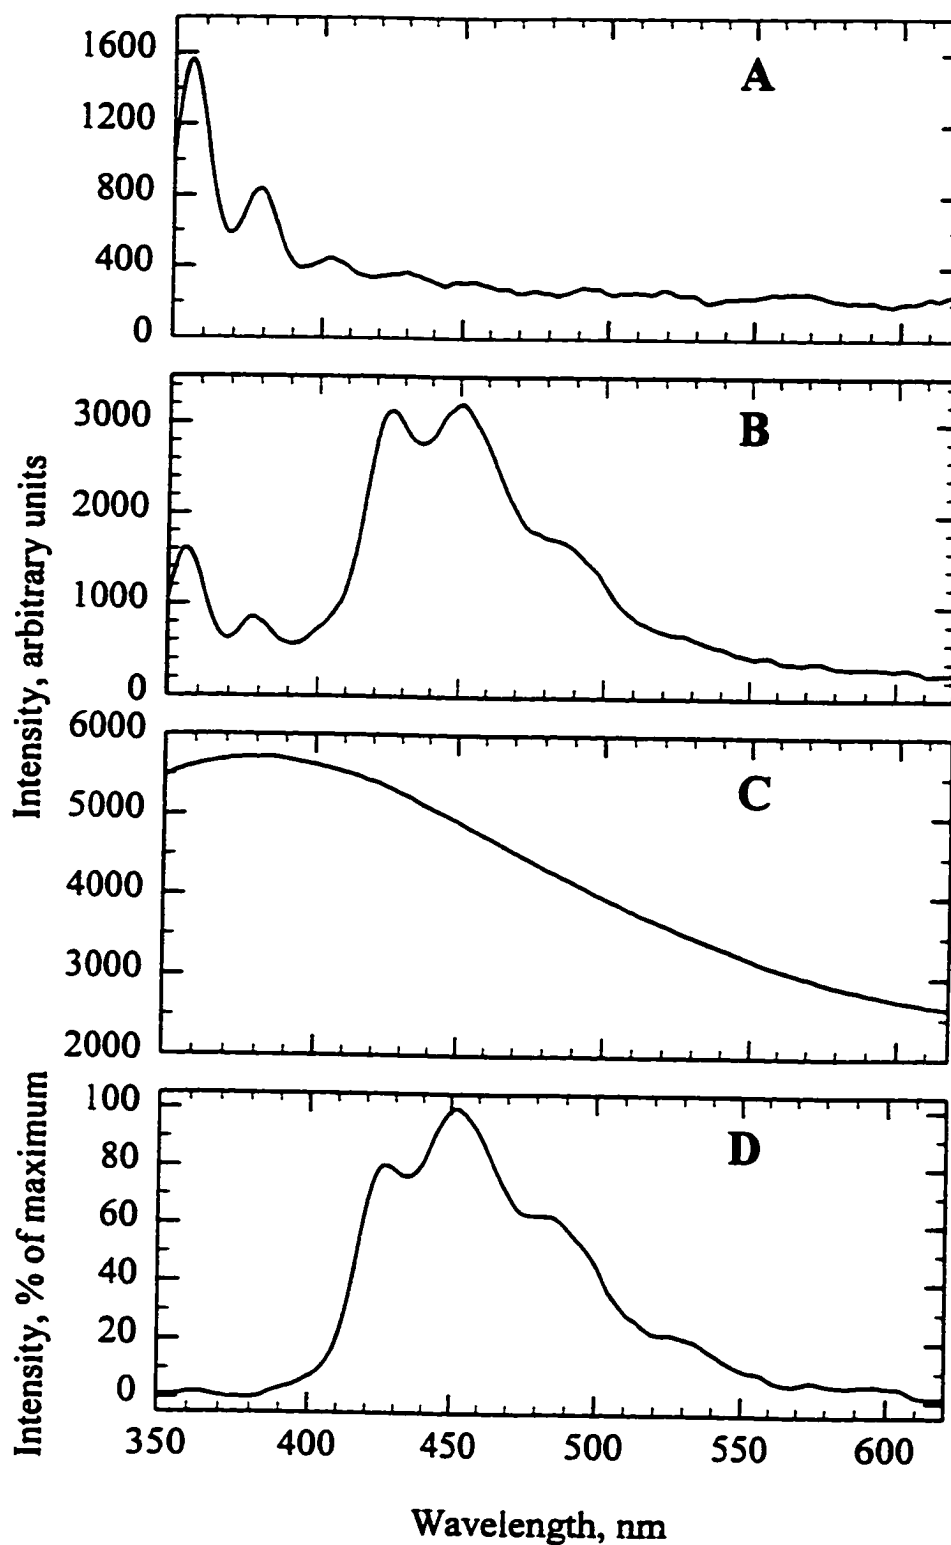 1600
1200
800
400
0
A
3000
2000
1000
0
B
6000
5000
4000
3000
2000
C
100
80
60
40
20
0
D
Intensity, arbitrary units
Intensity, % of maximum
350 400 450 500 550 600
Wavelength, nm